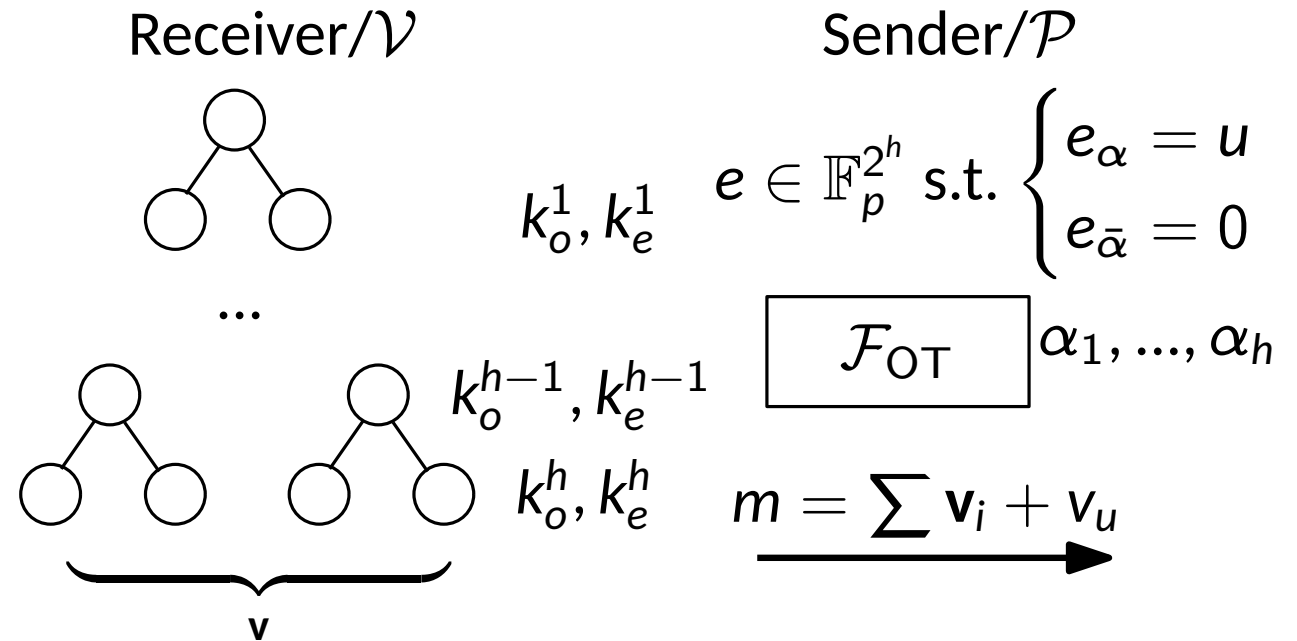 Receiver/𝒱
Sender/𝒫
e ∈ 𝔽_p^{2^h} s.t. { e_α = u
e_{ᾱ} = 0
k_o^1, k_e^1
...
ℱ_OT
α_1, ..., α_h
k_o^{h−1}, k_e^{h−1}
k_o^h, k_e^h
m = ∑ 𝐯_i + v_u
𝐯